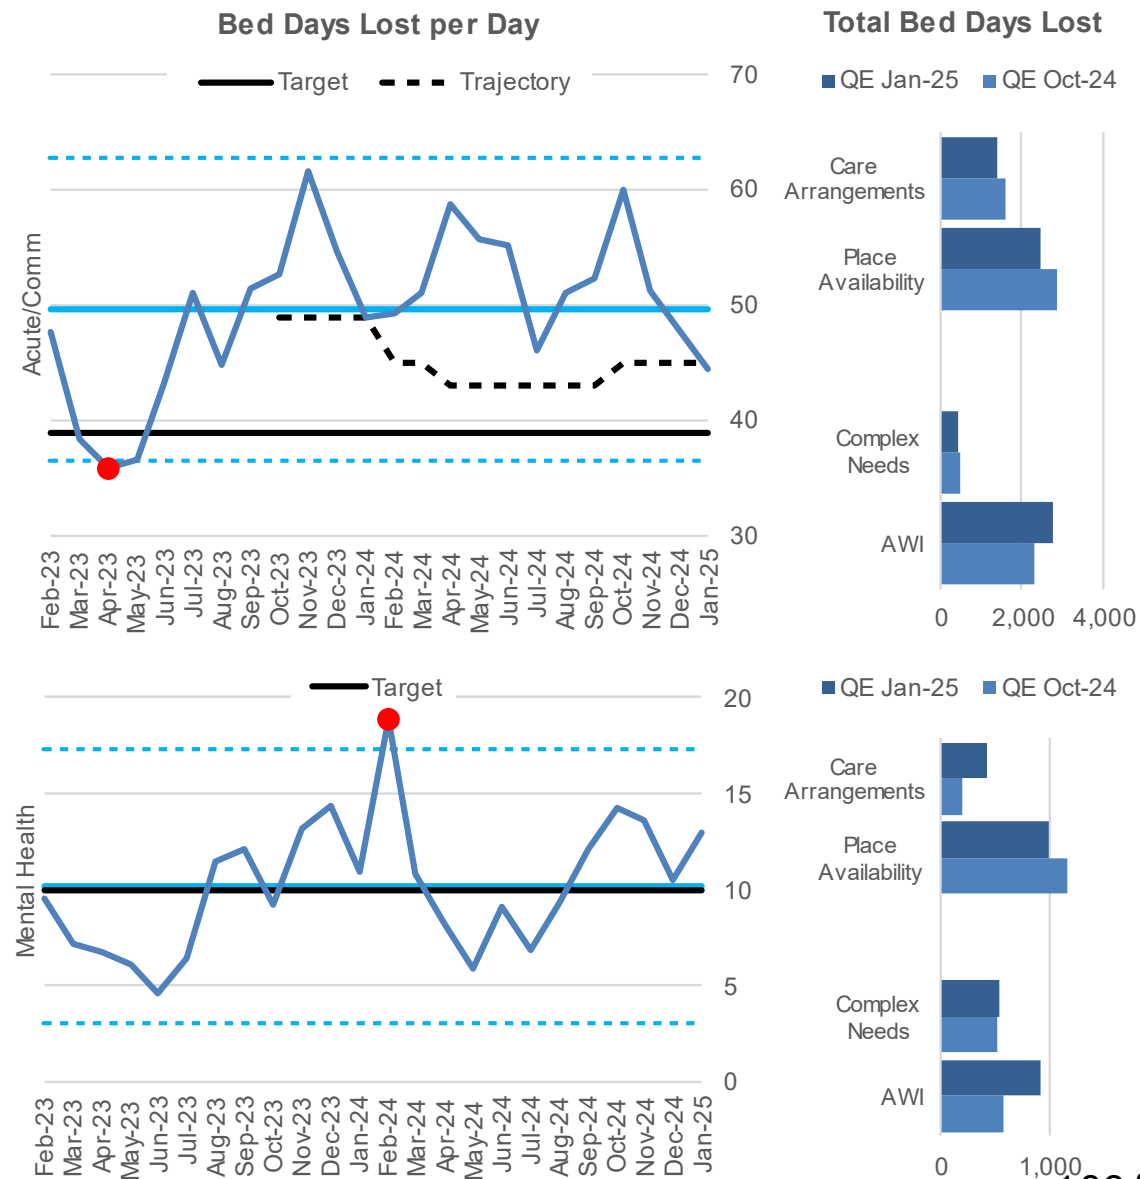 Bed Days Lost per Day
Total Bed Days Lost
Target
Trajectory
70
60
50
40
30
Acute/Comm
Feb-23
Mar-23
Apr-23
May-23
Jun-23
Jul-23
Aug-23
Sep-23
Oct-23
Nov-23
Dec-23
Jan-24
Feb-24
Mar-24
Apr-24
May-24
Jun-24
Jul-24
Aug-24
Sep-24
Oct-24
Nov-24
Dec-24
Jan-25
QE Jan-25
QE Oct-24
Care
Arrangements
Place
Availability
Complex
Needs
AWI
0
2,000
4,000
Target
20
15
10
5
0
Mental Health
Feb-23
Mar-23
Apr-23
May-23
Jun-23
Jul-23
Aug-23
Sep-23
Oct-23
Nov-23
Dec-23
Jan-24
Feb-24
Mar-24
Apr-24
May-24
Jun-24
Jul-24
Aug-24
Sep-24
Oct-24
Nov-24
Dec-24
Jan-25
QE Jan-25
QE Oct-24
Care
Arrangements
Place
Availability
Complex
Needs
AWI
0
1,000